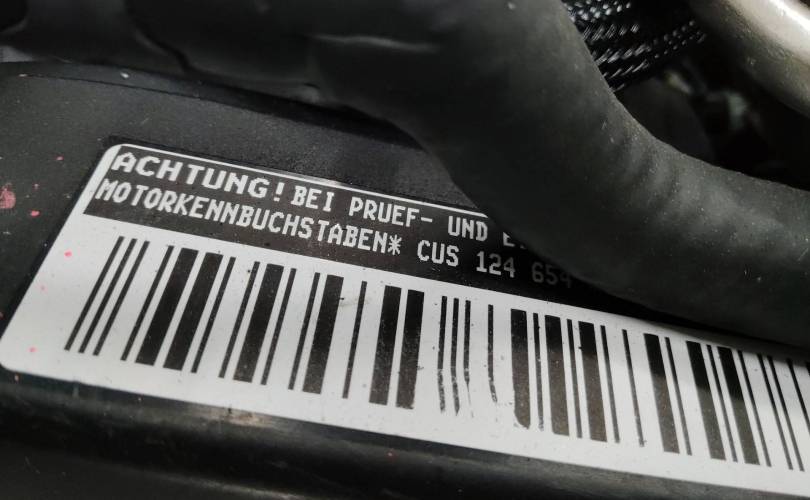 ACHTUNG! BEI PRUEF- UND
MOTORKENNBUCHSTABEN* CUS 124 654